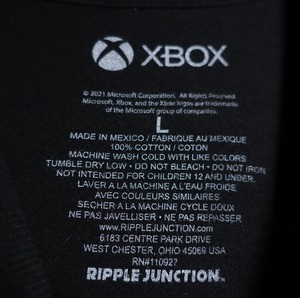 XBOX
© 2021 Microsoft Corporation. All Rights Reserved.
Microsoft, Xbox, and the Xbox logos are trademarks
of the Microsoft group of companies.
L
MADE IN MEXICO / FABRIQUE AU MEXIQUE
100% COTTON / COTON
MACHINE WASH COLD WITH LIKE COLORS
TUMBLE DRY LOW • DO NOT BLEACH • DO NOT IRON
NOT INTENDED FOR CHILDREN 12 AND UNDER.
LAVER A LA MACHINE A L'EAU FROIDE
AVEC COULEURS SIMILAIRES
SECHER A LA MACHINE CYCLE DOUX
NE PAS JAVELLISER • NE PAS REPASSER
WWW.RIPPLEJUNCTION.COM
6183 CENTRE PARK DRIVE
WEST CHESTER, OHIO 45069 USA
RN#110927
RIPPLE JUNCTION